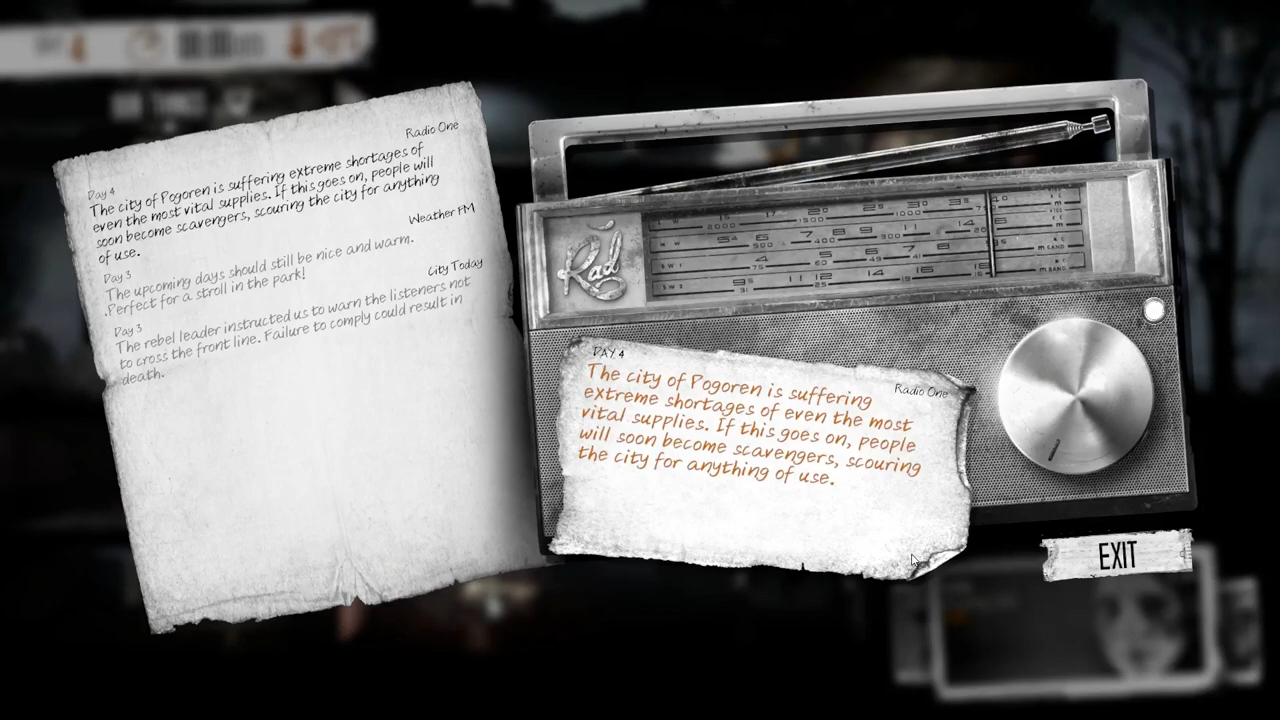 Radio One
Day 4
The city of Pogoren is suffering extreme shortages of
even the most vital supplies. If this goes on, people will
soon become scavengers, scouring the city for anything
of use.
Weather FM
Day 3
The upcoming days should still be nice and warm.
.Perfect for a stroll in the park!
City Today
Day 3
The rebel leader instructed us to warn the listeners not
to cross the front line. Failure to comply could result in
death.
Rad
DAY 4
Radio One
The city of Pogoren is suffering
extreme shortages of even the most
vital supplies. If this goes on, people
will soon become scavengers, scouring
the city for anything of use.
EXIT